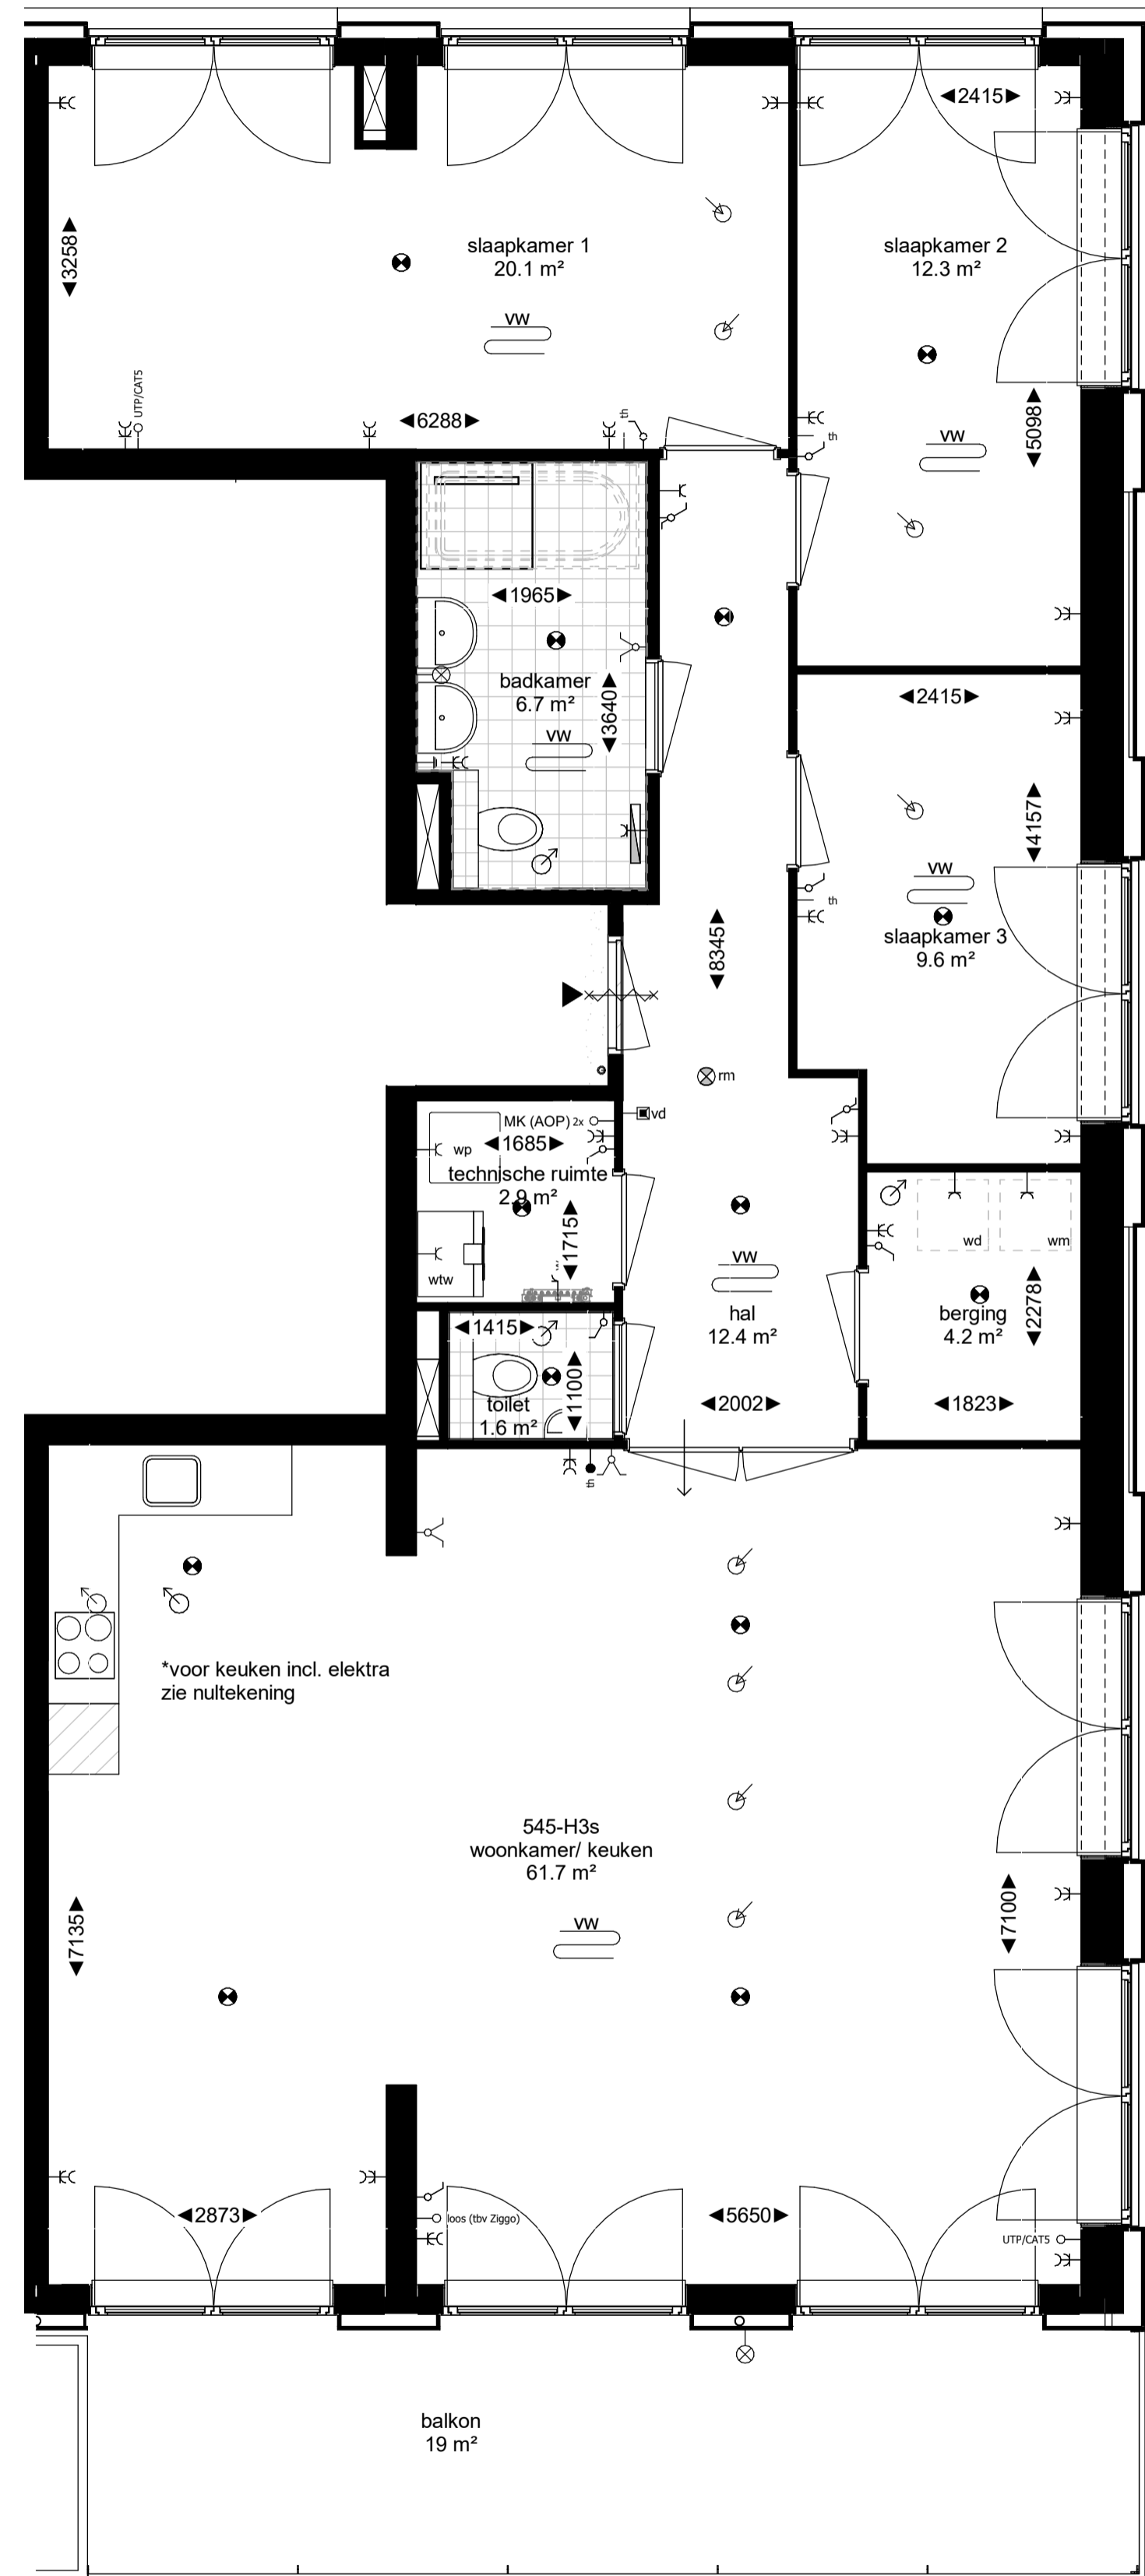 2415
3258
slaapkamer 1
20.1 m²
slaapkamer 2
12.3 m²
VW
UTP/CAT5
6288
th
5098
VW
th
1965
badkamer
6.7 m²
3640
VW
2415
4157
VW
th
slaapkamer 3
9.6 m²
8345
rm
vd
MK (AOP) 2x
wp
1685
technische ruimte
2.9 m²
1715
wtw
VW
hal
12.4 m²
wd
wm
berging
4.2 m²
2278
1415
1100
toilet
1.6 m²
2002
1823
th
*voor keuken incl. elektra
zie nultekening
545-H3s
woonkamer/ keuken
61.7 m²
VW
7135
7100
2873
loos (tbv Ziggo)
5650
UTP/CAT5
balkon
19 m²